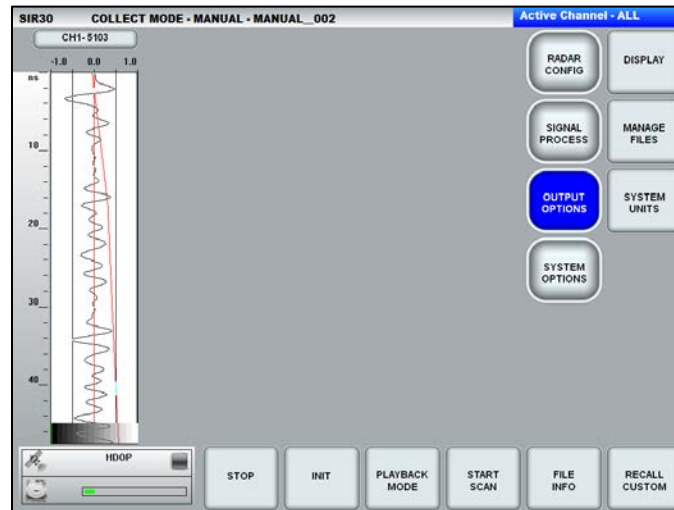 SIR30 COLLECT MODE - MANUAL - MANUAL__002
Active Channel - ALL
CH1- 5103
-1.0 0.0 1.0
ns
10
20
30
40
RADAR
CONFIG
DISPLAY
SIGNAL
PROCESS
MANAGE
FILES
OUTPUT
OPTIONS
SYSTEM
UNITS
SYSTEM
OPTIONS
HDOP
STOP
INIT
PLAYBACK
MODE
START
SCAN
FILE
INFO
RECALL
CUSTOM